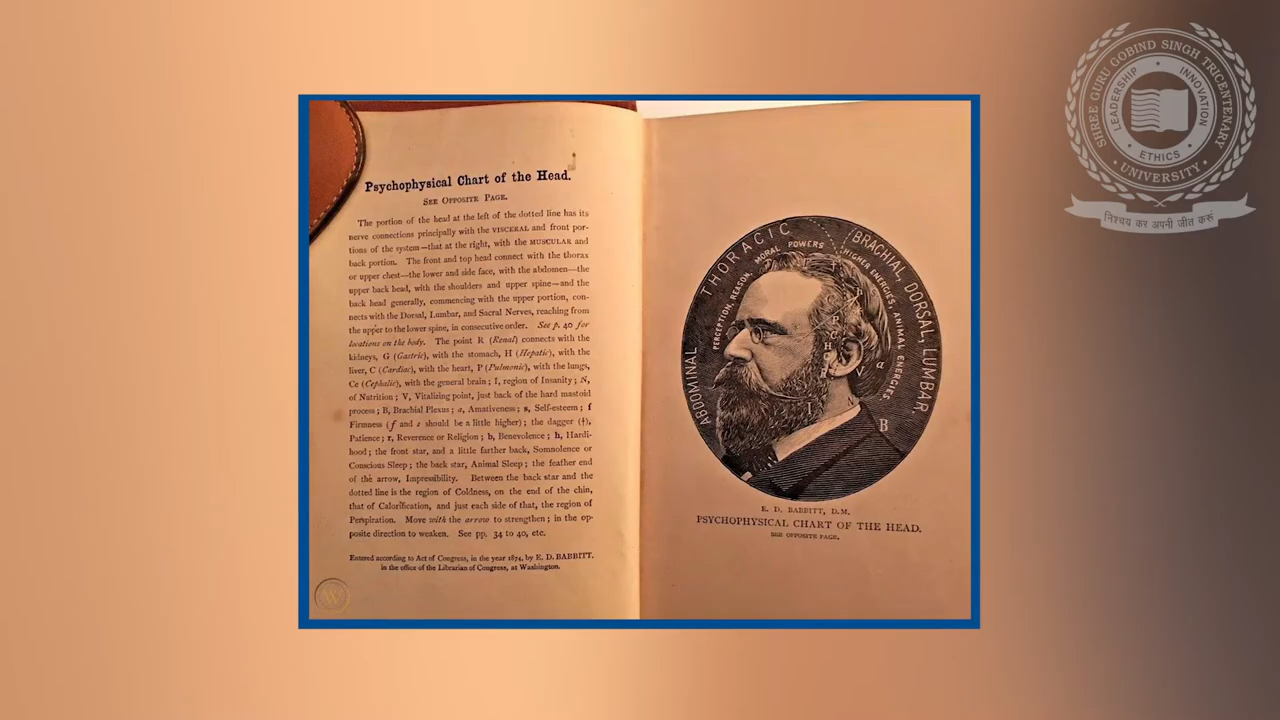 Psychophysical Chart of the Head.
See Opposite Page.
The portion of the head at the left of the dotted line has its
nerve connections principally with the VISCERAL and front por-
tions of the system—that at the right, with the MUSCULAR and
back portion. The front and top head connect with the thorax
or upper chest—the lower and side face, with the abdomen—the
upper back head, with the shoulders and upper spine—and the
back head generally, commencing with the upper portion, con-
nects with the Dorsal, Lumbar, and Sacral Nerves, reaching from
the upper to the lower spine, in consecutive order. See p. 40 for
locations on the body. The point R (Renal) connects with the
kidneys, G (Gastric), with the stomach, H (Hepatic), with the
liver, C (Cardiac), with the heart, P (Pulmonic), with the lungs,
Ce (Cephalic), with the general brain; I, region of Insanity; N,
of Nutrition; V, Vitalizing point, just back of the hard mastoid
process; B, Brachial Plexus; a, Amativeness; s, Self-esteem; f
Firmness (f and s should be a little higher); the dagger (†),
Patience; r, Reverence or Religion; b, Benevolence; h, Hardi-
hood; the front star, and a little farther back, Somnolence or
Conscious Sleep; the back star, Animal Sleep; the feather end
of the arrow, Impressibility. Between the back star and the
dotted line is the region of Coldness, on the end of the chin,
that of Calorification, and just each side of that, the region of
Perspiration. Move with the arrow to strengthen; in the op-
posite direction to weaken. See pp. 34 to 40, etc.
Entered according to Act of Congress, in the year 1874, by E. D. BABBITT,
in the office of the Librarian of Congress, at Washington.
W
ABDOMINAL
THORACIC
BRACHIAL, DORSAL, LUMBAR.
PERCEPTION, REASON, MORAL POWERS
HIGHER ENERGIES, ANIMAL ENERGIES
a
V
I
B
E. D. BABBITT, D.M.
PSYCHOPHYSICAL CHART OF THE HEAD.
SEE OPPOSITE PAGE.
SHREE GURU GOBIND SINGH TRICENTENARY
• UNIVERSITY •
LEADERSHIP • INNOVATION
• ETHICS •
निश्चय कर अपनी जीत करूं